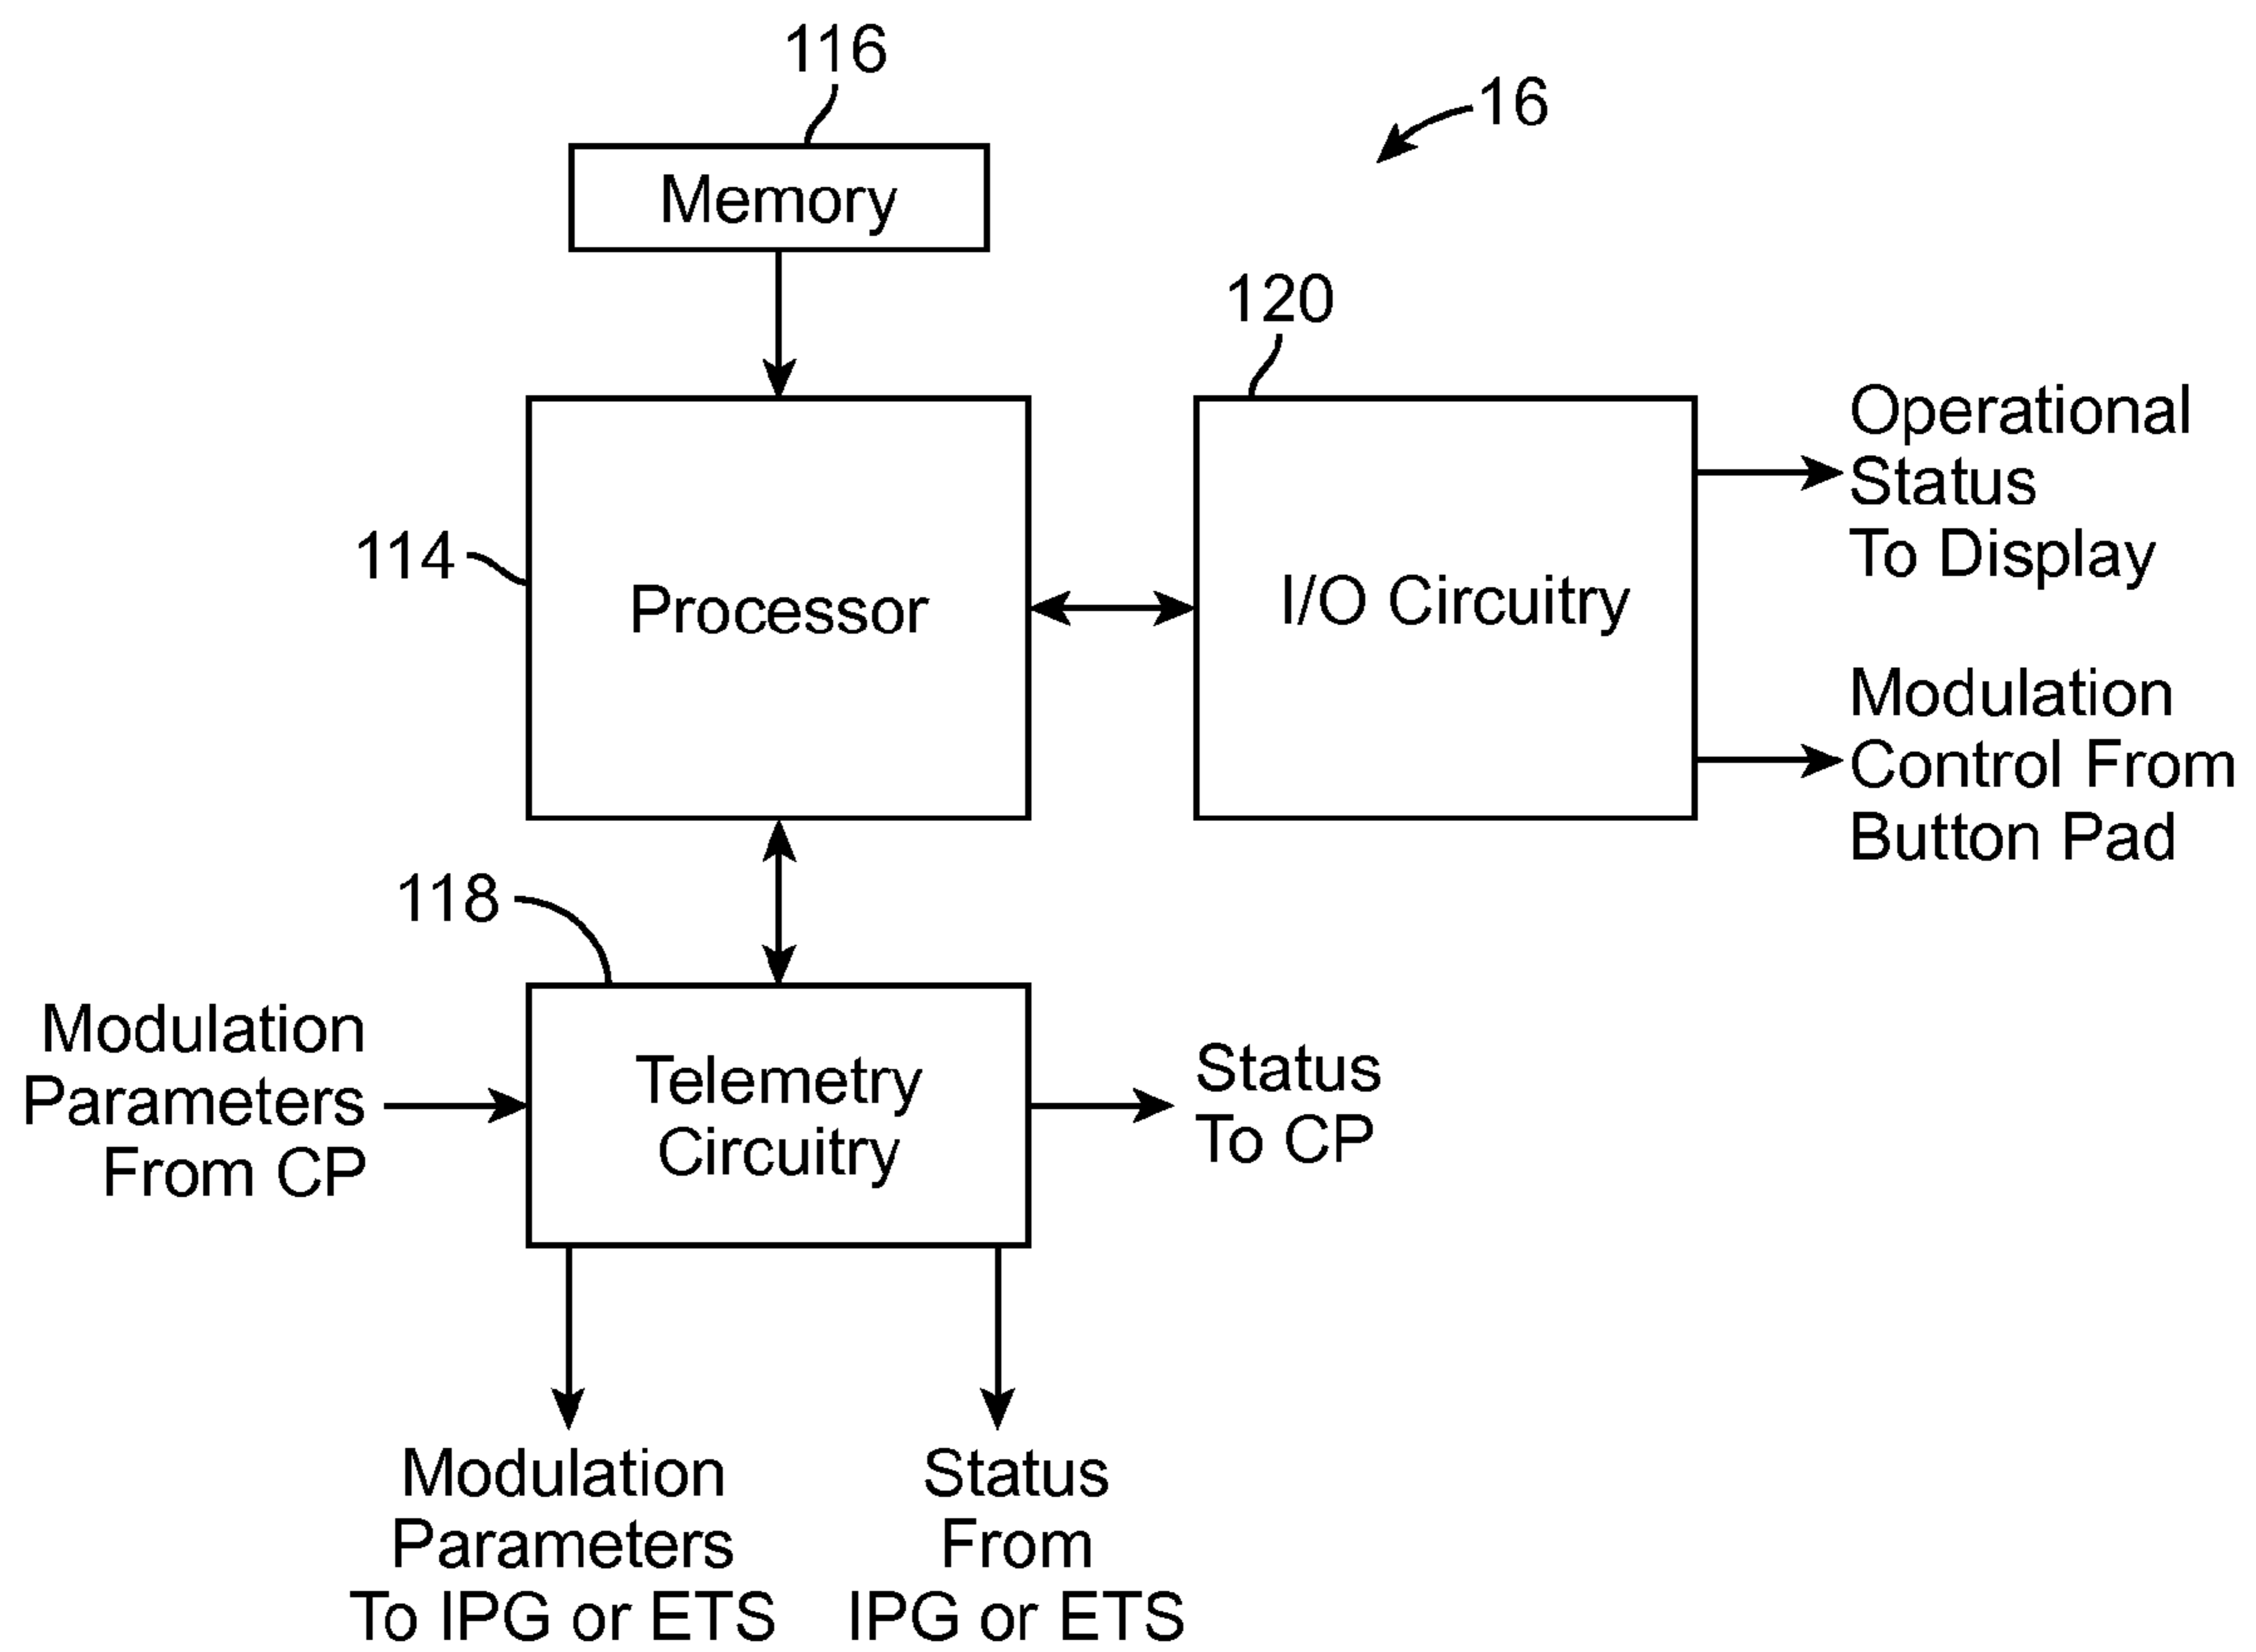 116
16
Memory
120
Operational
Status
To Display
114
Processor
I/O Circuitry
Modulation
Control From
Button Pad
118
Modulation
Parameters
From CP
Telemetry
Circuitry
Status
To CP
Modulation
Parameters
To IPG or ETS
Status
From
IPG or ETS